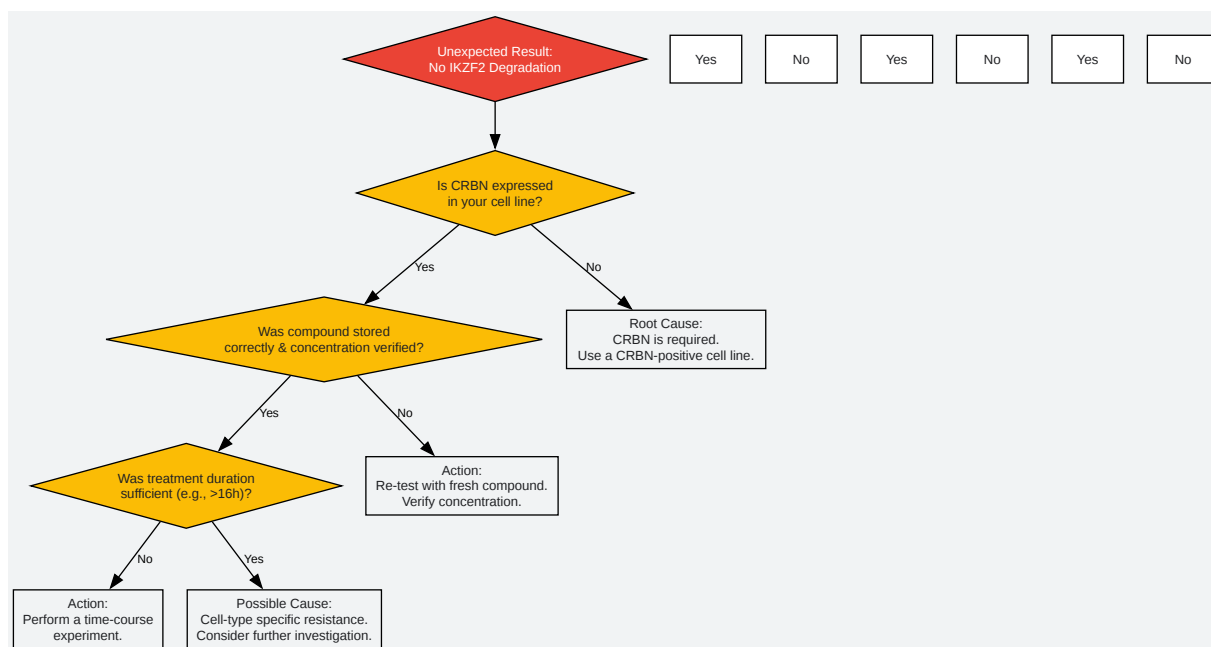 Unexpected Result:
No IKZF2 Degradation
Yes
No
Yes
No
Yes
No
Is CRBN expressed
in your cell line?
Yes
No
Was compound stored
correctly & concentration verified?
Root Cause:
CRBN is required.
Use a CRBN-positive cell line.
Yes
No
Was treatment duration
sufficient (e.g., >16h)?
Action:
Re-test with fresh compound.
Verify concentration.
No
Yes
Action:
Perform a time-course
experiment.
Possible Cause:
Cell-type specific resistance.
Consider further investigation.